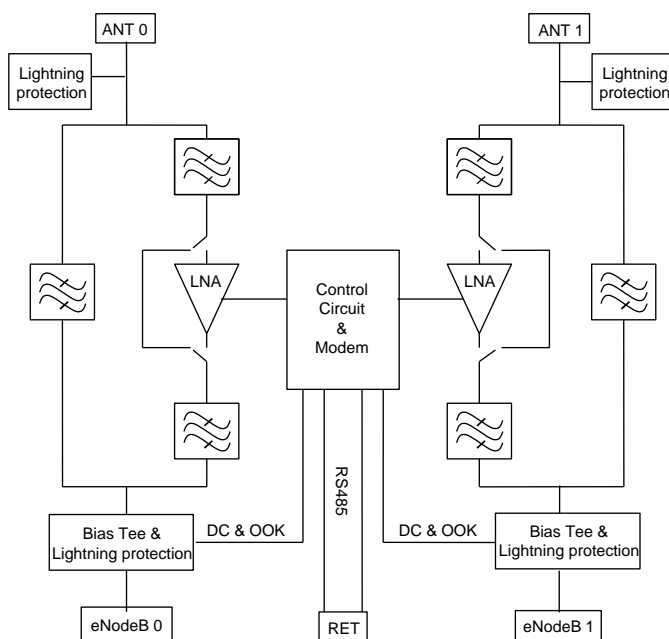 ANT 0
ANT 1
Lightning
protection
Lightning
protection
LNA
Control
Circuit
&
Modem
LNA
RS485
Bias Tee &
Lightning protection
DC & OOK
DC & OOK
Bias Tee &
Lightning protection
eNodeB 0
RET
eNodeB 1